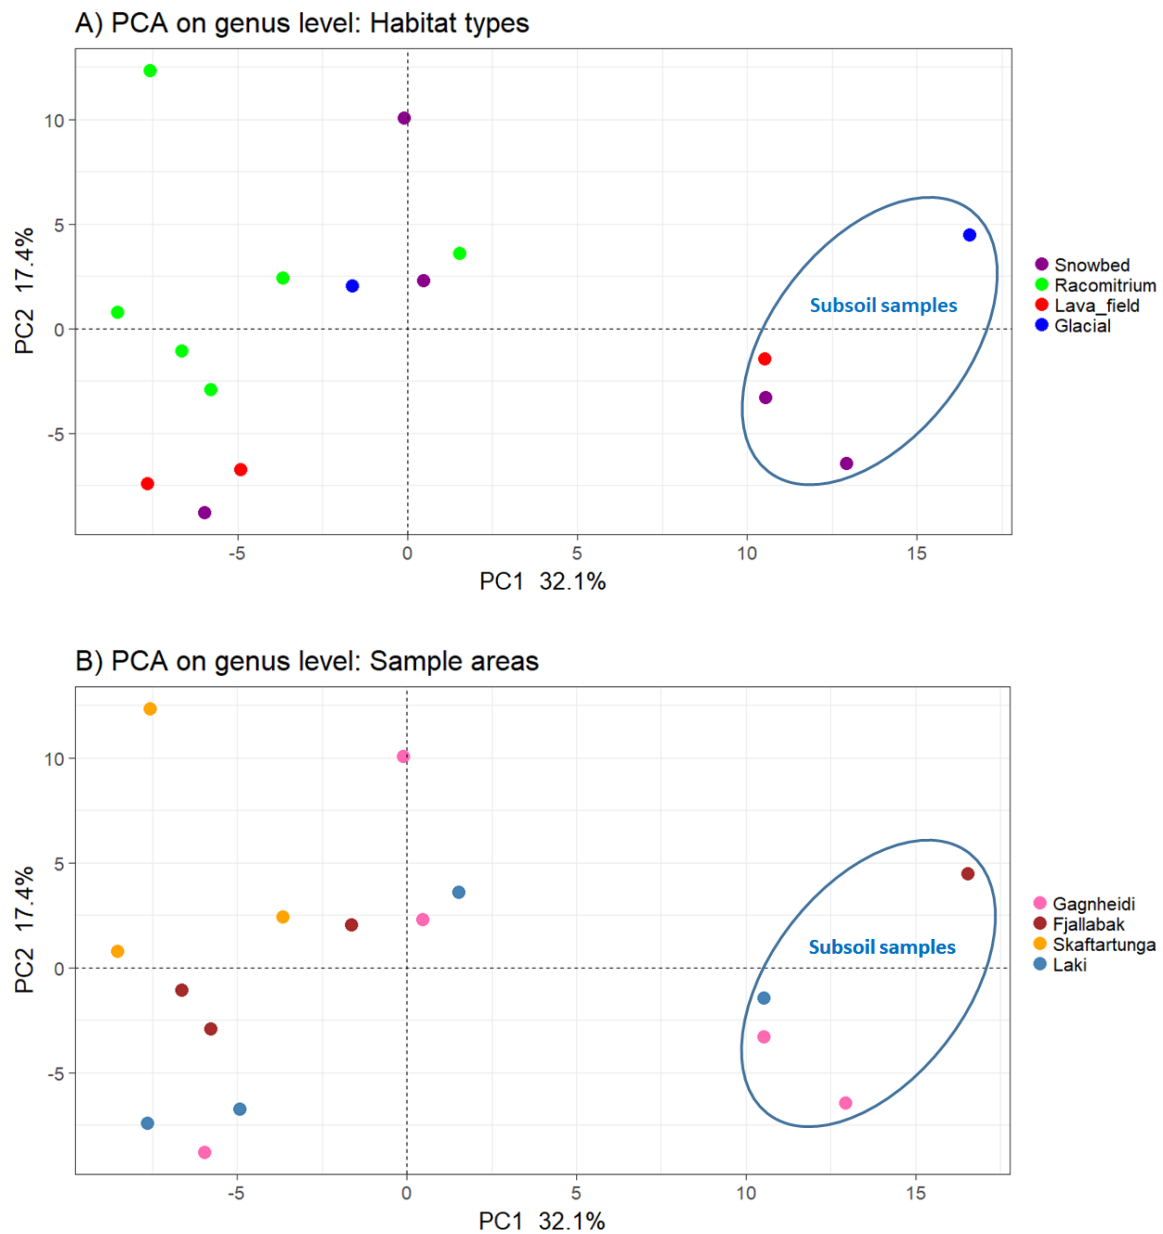 A) PCA on genus level: Habitat types
10
5
0
-5
PC2 17.4%
-5
0
5
10
15
PC1 32.1%
Subsoil samples
Snowbed
Racomitrium
Lava_field
Glacial
B) PCA on genus level: Sample areas
10
5
0
-5
PC2 17.4%
-5
0
5
10
15
PC1 32.1%
Subsoil samples
Gagnheidi
Fjallabak
Skaftartunga
Laki